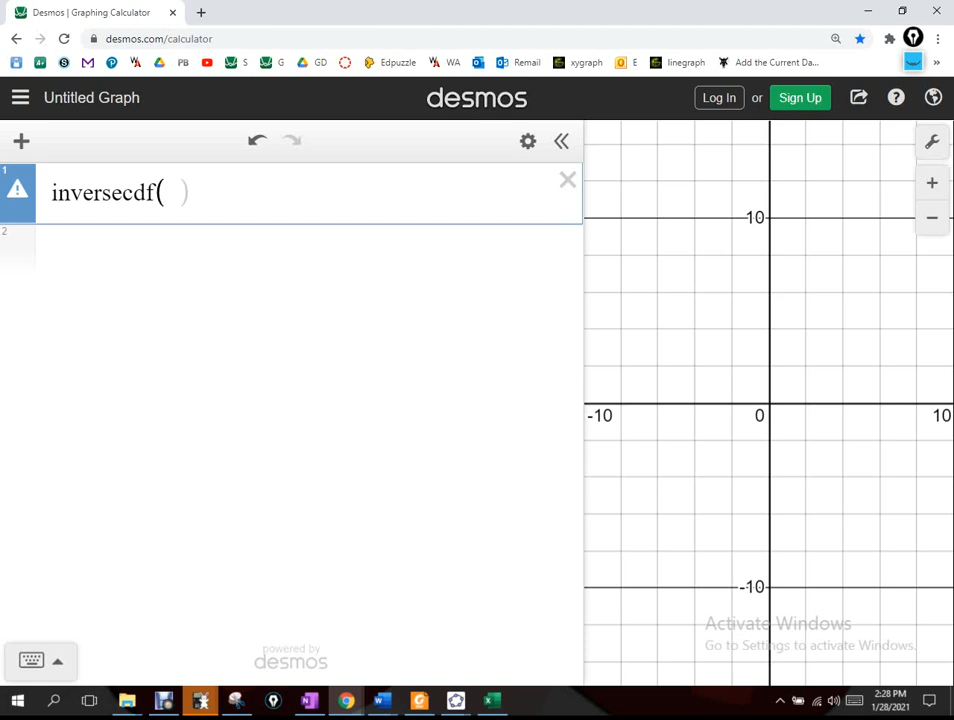 Desmos | Graphing Calculator
desmos.com/calculator
S G GD Edpuzzle WA Remail xygraph E linegraph Add the Current Da... »
PB
Untitled Graph
desmos
Log In or Sign Up
1
inversecdf( )
2
10
-10 0 10
-10
Activate Windows
Go to Settings to activate Windows.
powered by
desmos
2:28 PM
1/28/2021